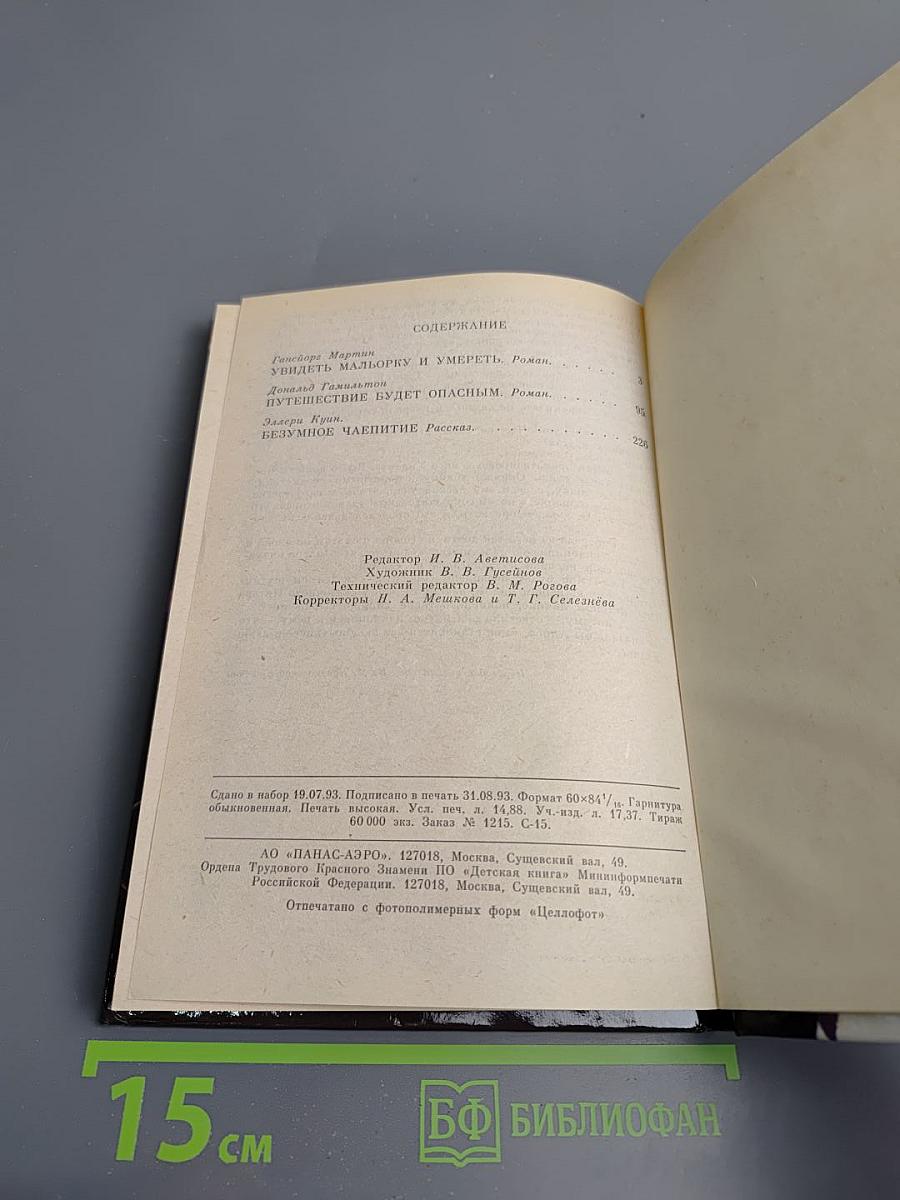 СОДЕРЖАНИЕ
Гансйорг Мартин
УВИДЕТЬ МАЛЬОРКУ И УМЕРЕТЬ. Роман. . . . . . 3
Дональд Гамильтон
ПУТЕШЕСТВИЕ БУДЕТ ОПАСНЫМ. Роман. . . . . . 95
Эллери Куин.
БЕЗУМНОЕ ЧАЕПИТИЕ Рассказ. . . . . . . . . . . . 226
Редактор И. В. Аветисова
Художник В. В. Гусейнов
Технический редактор В. М. Рогова
Корректоры Н. А. Мешкова и Т. Г. Селезнёва
Сдано в набор 19.07.93. Подписано в печать 31.08.93. Формат 60×84 1/16. Гарнитура
обыкновенная. Печать высокая. Усл. печ. л. 14,88. Уч.-изд. л. 17,37. Тираж
60 000 экз. Заказ № 1215. С-15.
АО «ПАНАС-АЭРО». 127018, Москва, Сущевский вал, 49.
Ордена Трудового Красного Знамени ПО «Детская книга» Мининформпечати
Российской Федерации. 127018, Москва, Сущевский вал, 49.
Отпечатано с фотополимерных форм «Целлофот»
15 см
БФ БИБЛИОФАН